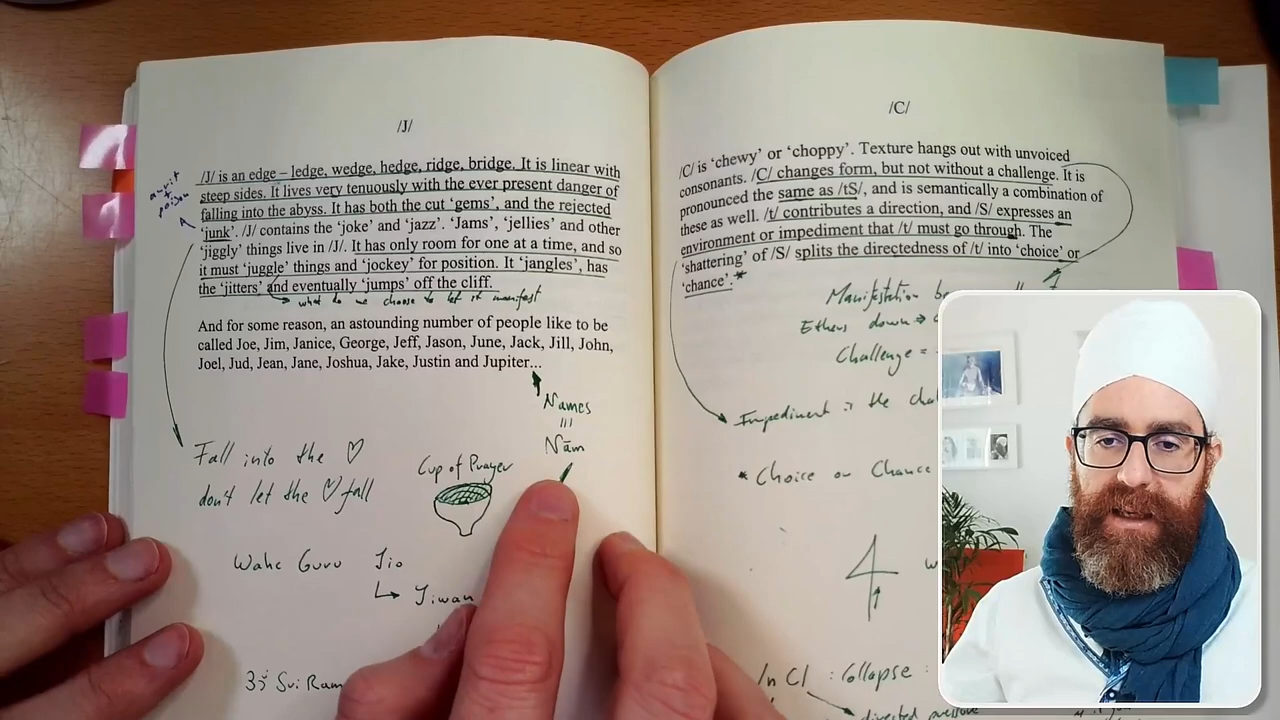 /J/
/J/ is an edge – ledge, wedge, hedge, ridge, bridge. It is linear with
steep sides. It lives very tenuously with the ever present danger of
falling into the abyss. It has both the cut ‘gems’, and the rejected
‘junk’. /J/ contains the ‘joke’ and ‘jazz’. ‘Jams’, ‘jellies’ and other
‘jiggly’ things live in /J/. It has only room for one at a time, and so
it must ‘juggle’ things and ‘jockey’ for position. It ‘jangles’, has
the ‘jitters’ and eventually ‘jumps’ off the cliff.
what do we choose to let it manifest
And for some reason, an astounding number of people like to be
called Joe, Jim, Janice, George, Jeff, Jason, June, Jack, Jill, John,
Joel, Jud, Jean, Jane, Joshua, Jake, Justin and Jupiter...
Names
Nām
Fall into the ♡
don't let the ♡ fall
Cup of Prayer
Wahe Guru Jio
Jiwan
/C/
/C/ is ‘chewy’ or ‘choppy’. Texture hangs out with unvoiced
consonants. /C/ changes form, but not without a challenge. It is
pronounced the same as /tS/, and is semantically a combination of
these as well. /t/ contributes a direction, and /S/ expresses an
environment or impediment that /t/ must go through. The
‘shattering’ of /S/ splits the directedness of /t/ into ‘choice’ or
‘chance’.*
Manifestation
Ethers down →
Challenge =
Impediment is the
* Choice or Chance
In C/ : Collapse :
directed pressure